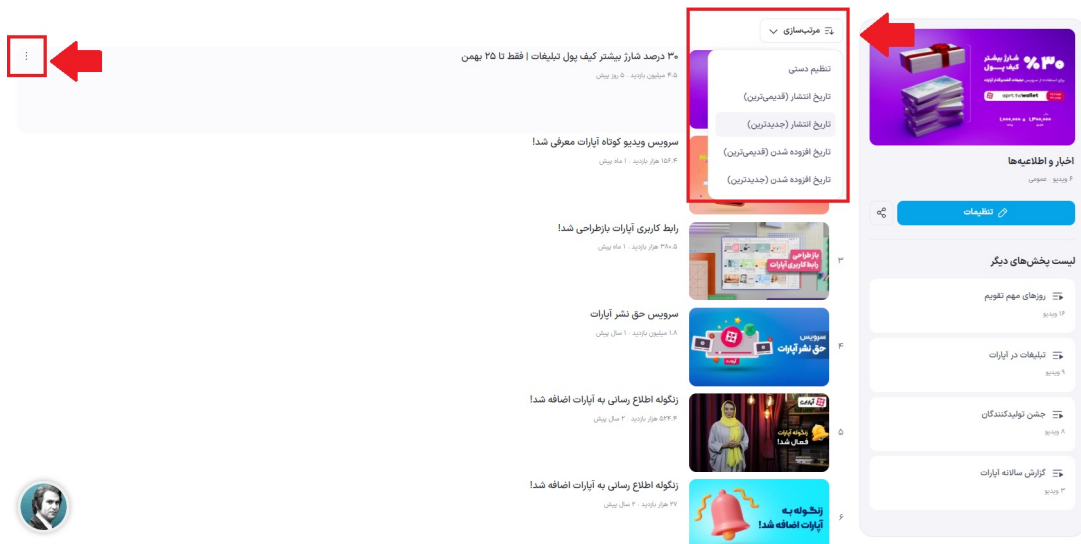 مرتب‌سازی
تنظیم دستی
تاریخ انتشار (قدیمی‌ترین)
تاریخ انتشار (جدیدترین)
تاریخ افزوده شدن (قدیمی‌ترین)
تاریخ افزوده شدن (جدیدترین)
۳۰٪ شارژ بیشتر
کیف پول
aprt.tv/wallet
اخبار و اطلاعیه‌ها
۶ ویدیو عمومی
تنظیمات
لیست پخش‌های دیگر
روزهای مهم تقویم
۱۶ ویدیو
تبلیغات در آپارات
۹ ویدیو
جشن تولیدکنندگان
۸ ویدیو
گزارش سالانه آپارات
۳ ویدیو
۳۰ درصد شارژ بیشتر کیف پول تبلیغات | فقط تا ۲۵ بهمن
۴.۵ میلیون بازدید . ۵ روز پیش
سرویس ویدیو کوتاه آپارات معرفی شد!
۱۵۶.۴ هزار بازدید . ۱ ماه پیش
۳
بازطراحی
رابط کاربری آپارات
رابط کاربری آپارات بازطراحی شد!
۳۸۰.۵ هزار بازدید . ۱ ماه پیش
۴
سرویس
حق نشر آپارات
سرویس حق نشر آپارات
۱.۸ میلیون بازدید . ۱ سال پیش
۵
آپارات
زنگوله آپارات
فعال شد!
زنگوله اطلاع رسانی به آپارات اضافه شد!
۵۲۴.۴ هزار بازدید . ۲ سال پیش
۶
زنگوله به
آپارات اضافه شد!
زنگوله اطلاع رسانی به آپارات اضافه شد!
۲۷ هزار بازدید . ۲ سال پیش